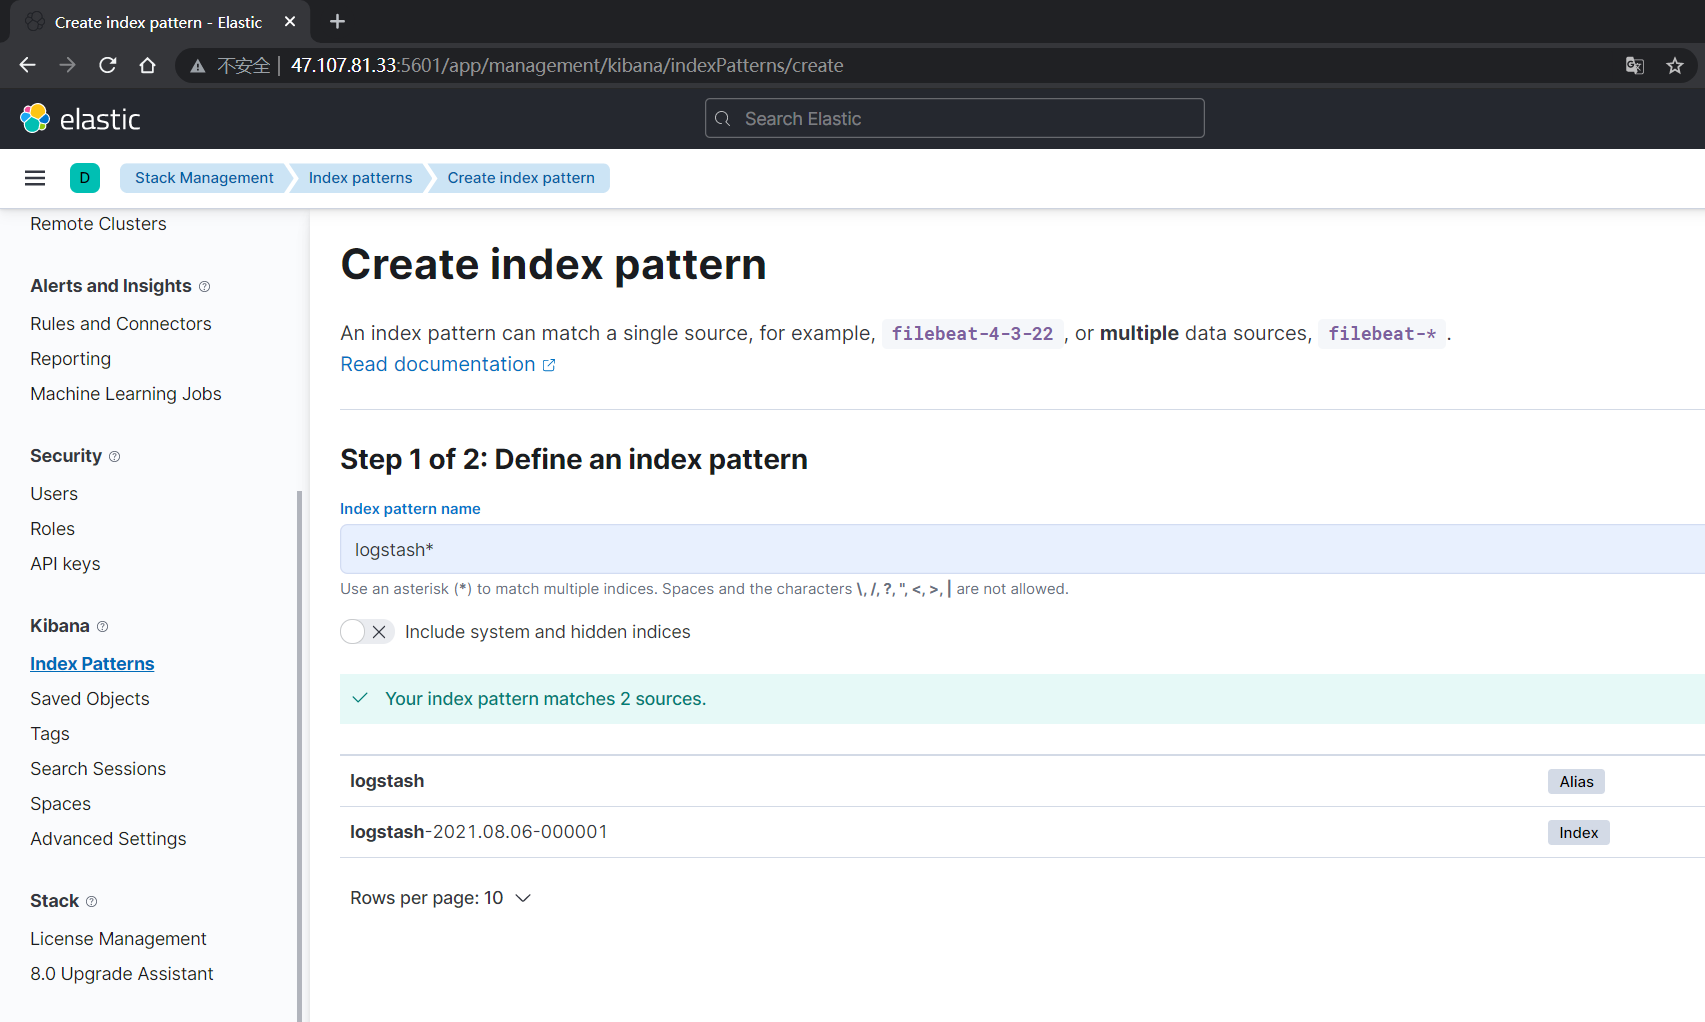 Create index pattern - Elastic
不安全 | 47.107.81.33:5601/app/management/kibana/indexPatterns/create
elastic
Search Elastic
D
Stack Management
Index patterns
Create index pattern
Remote Clusters
Alerts and Insights
Rules and Connectors
Reporting
Machine Learning Jobs
Security
Users
Roles
API keys
Kibana
Index Patterns
Saved Objects
Tags
Search Sessions
Spaces
Advanced Settings
Stack
License Management
8.0 Upgrade Assistant
Create index pattern
An index pattern can match a single source, for example, filebeat-4-3-22 , or multiple data sources, filebeat-* .
Read documentation
Step 1 of 2: Define an index pattern
Index pattern name
logstash*
Use an asterisk (*) to match multiple indices. Spaces and the characters \, /, ?, ", <, >, | are not allowed.
Include system and hidden indices
Your index pattern matches 2 sources.
logstash
Alias
logstash-2021.08.06-000001
Index
Rows per page: 10